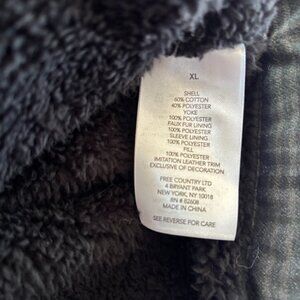 XL
SHELL
60% COTTON
40% POLYESTER
YOKE
100% POLYESTER
FAUX FUR LINING
100% POLYESTER
SLEEVE LINING
100% POLYESTER
FILL
100% POLYESTER
IMITATION LEATHER TRIM
EXCLUSIVE OF DECORATION
FREE COUNTRY LTD
4 BRYANT PARK
NEW YORK, NY 10018
RN # 82608
MADE IN CHINA
SEE REVERSE FOR CARE